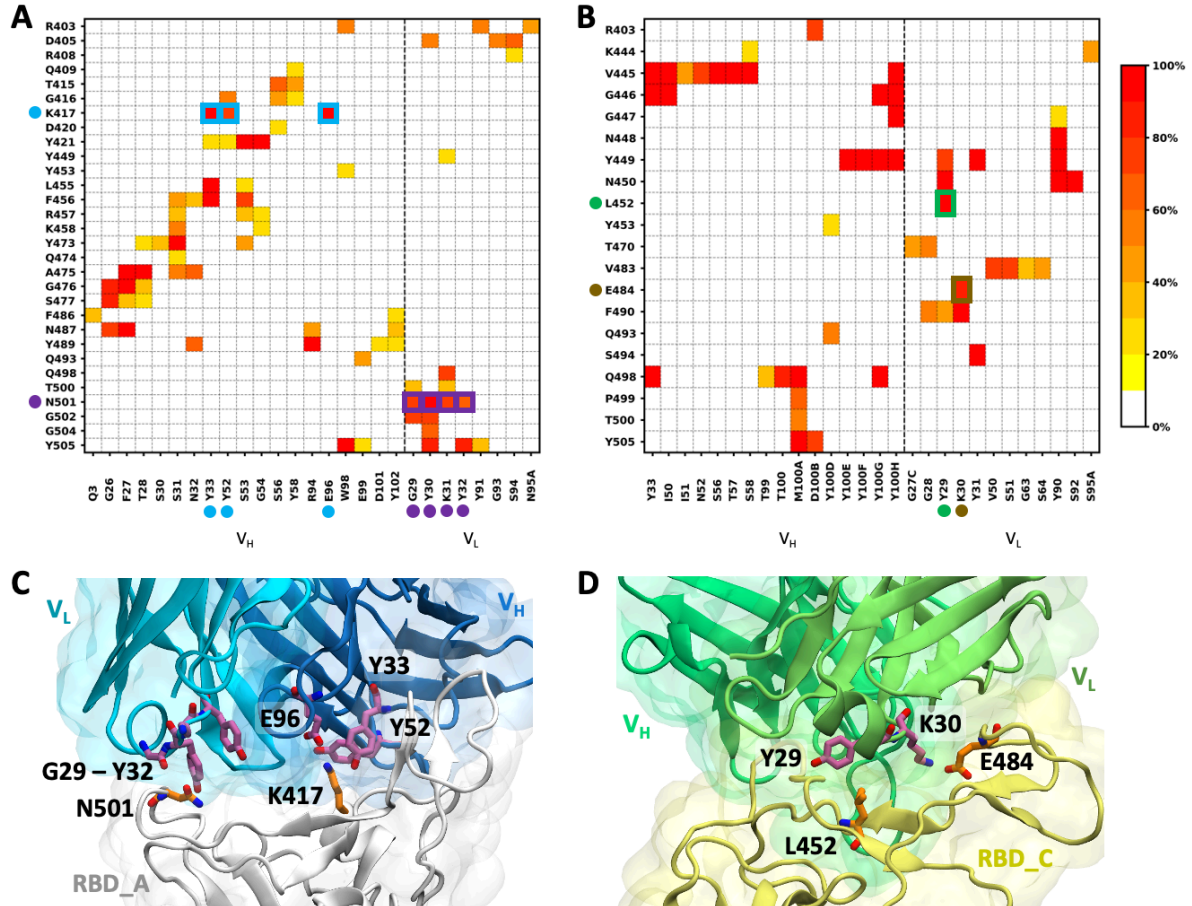 A
R403
D405
R408
Q409
T415
G416
K417
D420
Y421
Y449
Y453
L455
F456
R457
K458
Y473
Q474
A475
G476
S477
F486
N487
Y489
Q493
Q498
T500
N501
G502
G504
Y505
Q3 G26 F27 T28 S30 S31 N32 Y33 Y52 S53 G54 S56 Y58 R94 E96 W98 E99 D101 Y102 G29 Y30 K31 Y32 Y91 G93 S94 N95A
VH VL
B
R403
K444
V445
G446
G447
N448
Y449
N450
L452
Y453
T470
V483
E484
F490
Q493
S494
Q498
P499
T500
Y505
Y33 I50 I51 N52 S56 T57 S58 T99 T100 M100A D100B Y100D Y100E Y100F Y100G Y100H G27C G28 Y29 K30 Y31 V50 S51 G63 S64 Y90 S92 S95A
VH VL
100%
80%
60%
40%
20%
0%
C
VL
VH
Y33
E96
Y52
G29 – Y32
N501
K417
RBD_A
D
VL
VH
K30
Y29
E484
L452
RBD_C